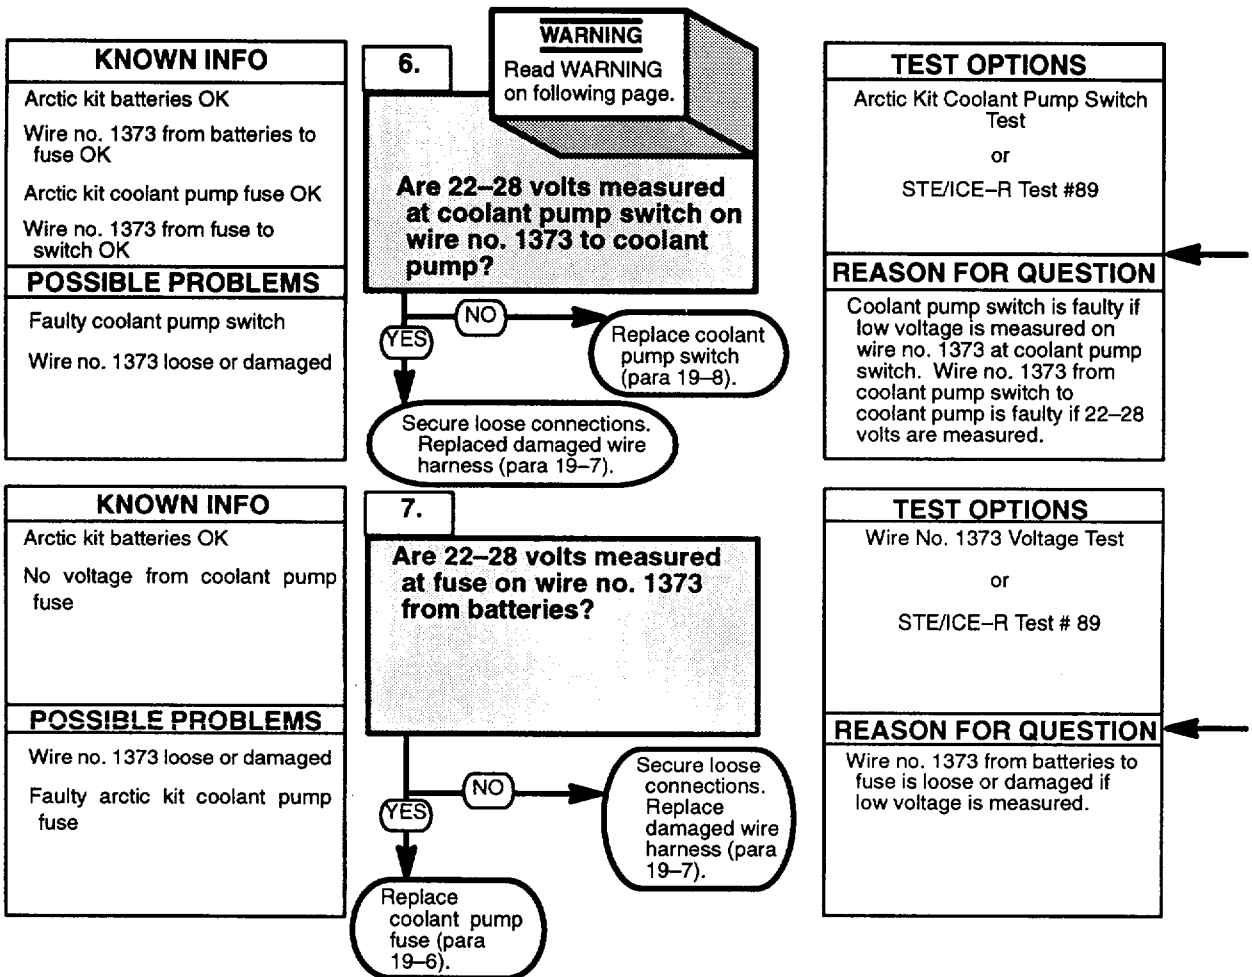 KNOWN INFO
Arctic kit batteries OK
Wire no. 1373 from batteries to
fuse OK
Arctic kit coolant pump fuse OK
Wire no. 1373 from fuse to
switch OK
POSSIBLE PROBLEMS
Faulty coolant pump switch
Wire no. 1373 loose or damaged
6.
WARNING
Read WARNING
on following page.
Are 22–28 volts measured
at coolant pump switch on
wire no. 1373 to coolant
pump?
NO
YES
Replace coolant
pump switch
(para 19–8).
Secure loose connections.
Replaced damaged wire
harness (para 19–7).
TEST OPTIONS
Arctic Kit Coolant Pump Switch
Test
or
STE/ICE–R Test #89
REASON FOR QUESTION
Coolant pump switch is faulty if
low voltage is measured on
wire no. 1373 at coolant pump
switch. Wire no. 1373 from
coolant pump switch to
coolant pump is faulty if 22–28
volts are measured.
KNOWN INFO
Arctic kit batteries OK
No voltage from coolant pump
fuse
POSSIBLE PROBLEMS
Wire no. 1373 loose or damaged
Faulty arctic kit coolant pump
fuse
7.
Are 22–28 volts measured
at fuse on wire no. 1373
from batteries?
NO
YES
Secure loose
connections.
Replace
damaged wire
harness (para
19–7).
Replace
coolant pump
fuse (para
19–6).
TEST OPTIONS
Wire No. 1373 Voltage Test
or
STE/ICE–R Test # 89
REASON FOR QUESTION
Wire no. 1373 from batteries to
fuse is loose or damaged if
low voltage is measured.